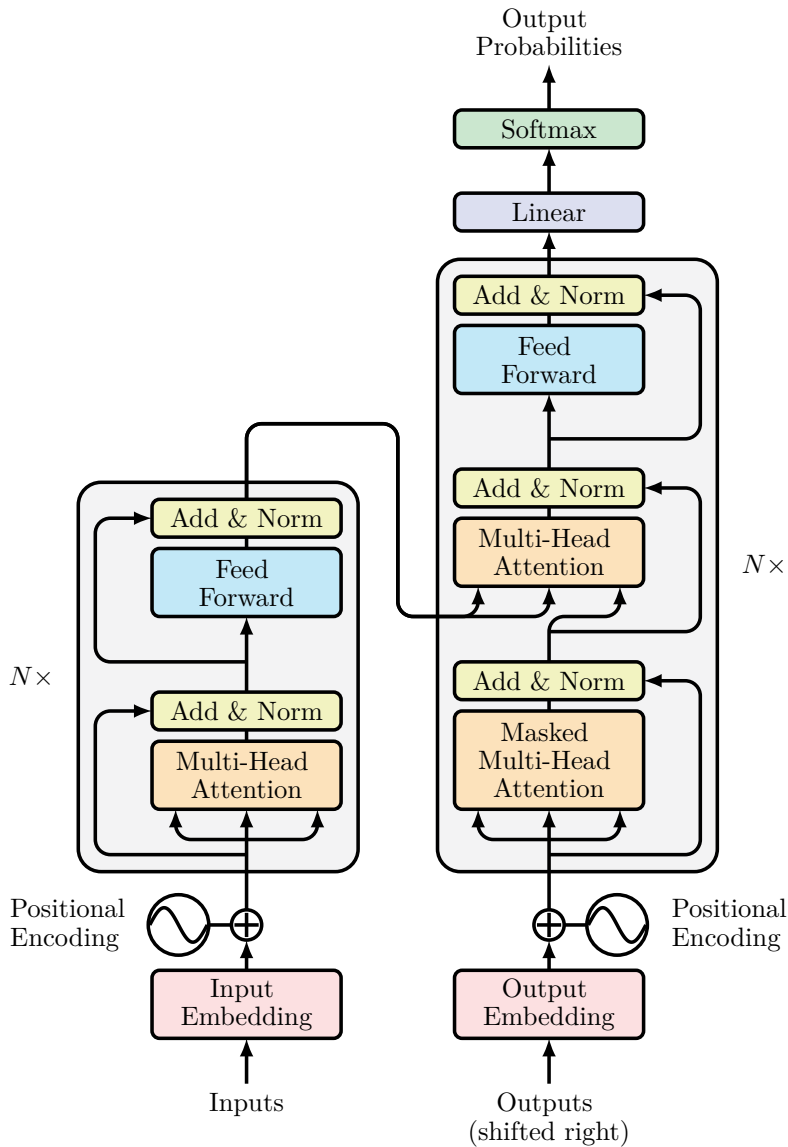 Output
Probabilities
Softmax
Linear
Add & Norm
Feed
Forward
Add & Norm
Multi-Head
Attention
N×
Add & Norm
Masked
Multi-Head
Attention
Add & Norm
Feed
Forward
N×
Add & Norm
Multi-Head
Attention
Positional
Encoding
Positional
Encoding
Input
Embedding
Output
Embedding
Inputs
Outputs
(shifted right)